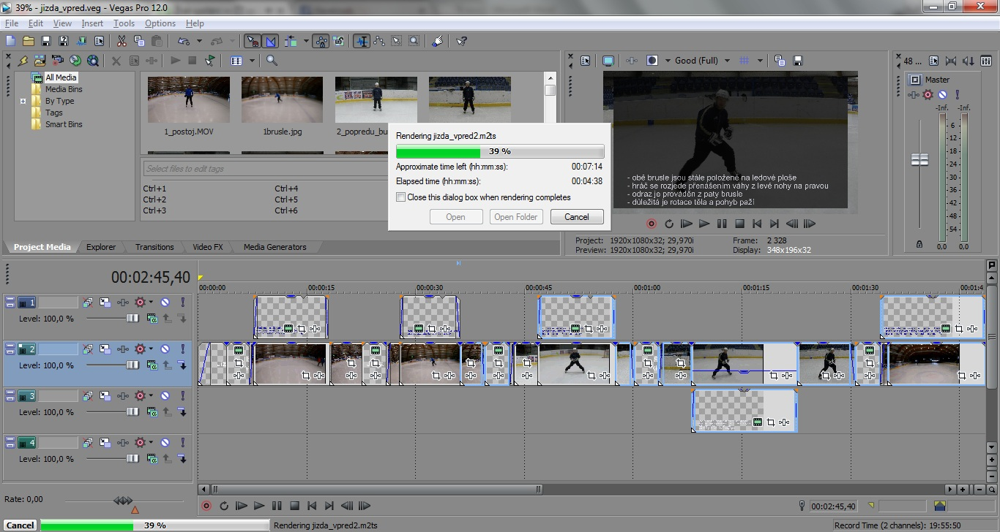 39% - jizda_vpred.veg - Vegas Pro 12.0
File Edit View Insert Tools Options Help
Good (Full)
48 ...
All Media
Media Bins
By Type
Tags
Smart Bins
1_postoj.MOV
1brusle.jpg
2_popredu_bu
Select files to edit tags
Ctrl+1 Ctrl+4
Ctrl+2 Ctrl+5
Ctrl+3 Ctrl+6
Project Media Explorer Transitions Video FX Media Generators
Rendering jizda_vpred2.m2ts
39 %
Approximate time left (hh:mm:ss): 00:07:14
Elapsed time (hh:mm:ss): 00:04:38
Close this dialog box when rendering completes
Open Open Folder Cancel
- obě brusle jsou stále položené na ledové ploše
- hráč se rozjede přenášením váhy z levé nohy na pravou
- odraz je prováděn z paty brusle
- důležitá je rotace těla a pohyb paží
Project: 1920x1080x32; 29,970i Frame: 2 328
Preview: 1920x1080x32; 29,970i Display: 348x196x32
Master
-Inf. -Inf.
6
12
18
24
30
36
42
48
54
0,0 0,0
00:02:45,40
00:00:00 00:00:15 00:00:30 00:00:45 00:01:00 00:01:15 00:01:30 00:01:4
1
Level: 100,0 %
2
Level: 100,0 %
3
Level: 100,0 %
4
Level: 100,0 %
Rate: 0,00
00:02:45,40
Cancel 39 % Rendering jizda_vpred2.m2ts Record Time (2 channels): 19:55:50